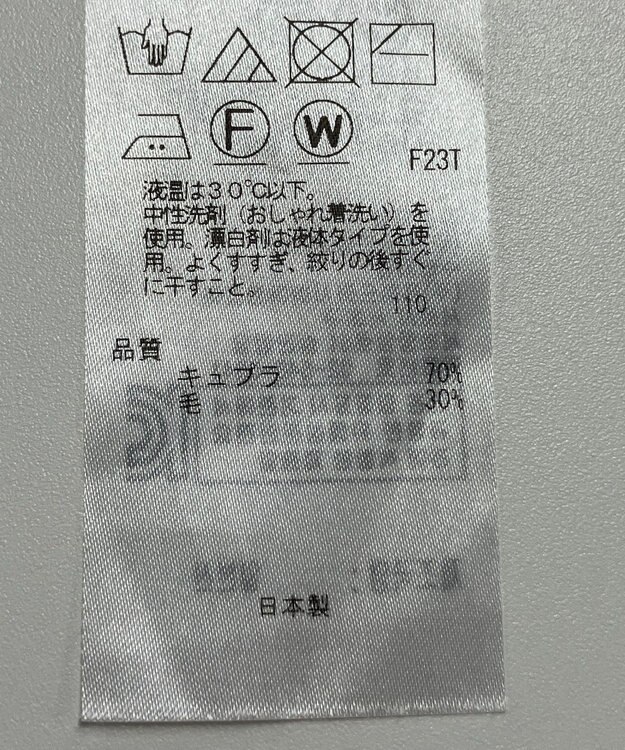 F
W
F23T
液温は30℃以下。
中性洗剤（おしゃれ着洗い）を
使用。漂白剤は液体タイプを使
用。よくすすぎ、絞りの後すぐ
に干すこと。
110
品質
キュプラ 70%
毛 30%
日本製